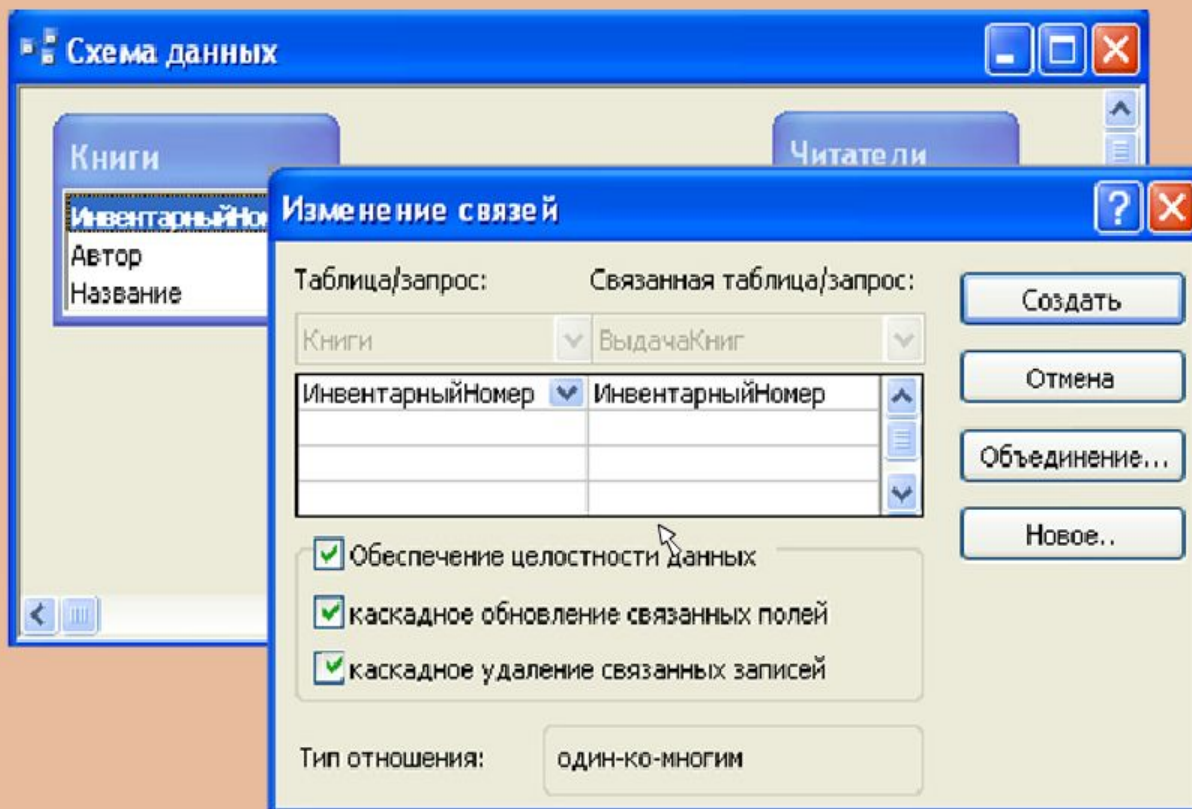 Схема данных
Книги
Читатели
Автор
Название
Изменение связей
Таблица/запрос: Связанная таблица/запрос:
Книги ВыдачаКниг
ИнвентарныйНомер ИнвентарныйНомер
Обеспечение целостности данных
каскадное обновление связанных полей
каскадное удаление связанных записей
Тип отношения: один-ко-многим
Создать
Отмена
Объединение...
Новое..